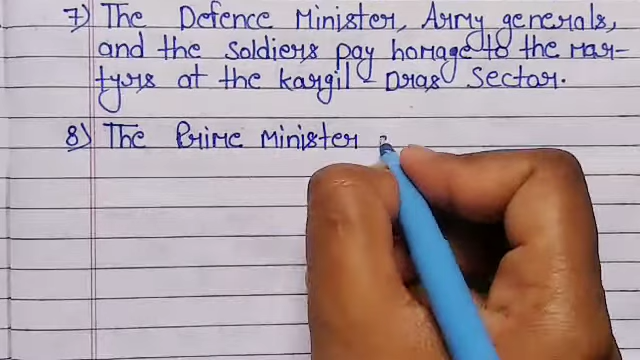 7) The Defence Minister, Army generals,
and the soldiers pay homage to the mar-
tyrs at the kargil - Dras Sector.
8) The Prime Minister